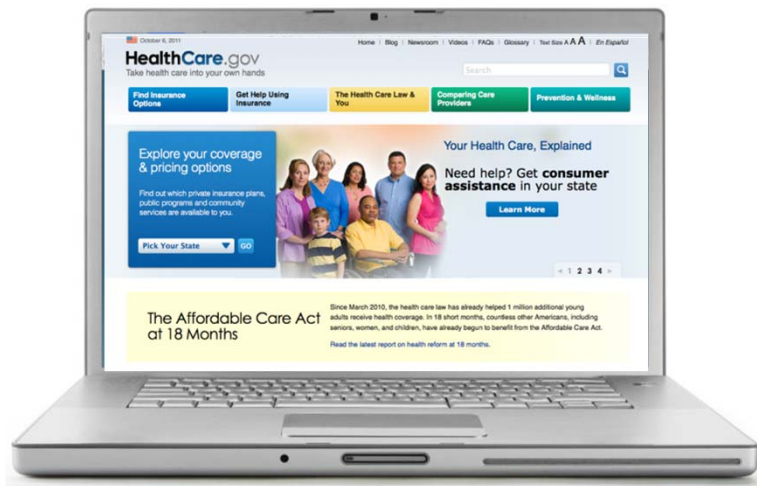 October 6, 2011
Home | Blog | Newsroom | Videos | FAQs | Glossary | Text Size A A A | En Español
HealthCare.gov
Take health care into your own hands
Search
Find Insurance
Options
Get Help Using
Insurance
The Health Care Law &
You
Comparing Care
Providers
Prevention & Wellness
Explore your coverage
& pricing options
Find out which private insurance plans,
public programs and community
services are available to you.
Pick Your State
GO
Your Health Care, Explained
Need help? Get consumer
assistance in your state
Learn More
1 2 3 4
The Affordable Care Act
at 18 Months
Since March 2010, the health care law has already helped 1 million additional young
adults receive health coverage. In 18 short months, countless other Americans, including
seniors, women, and children, have already begun to benefit from the Affordable Care Act.
Read the latest report on health reform at 18 months.